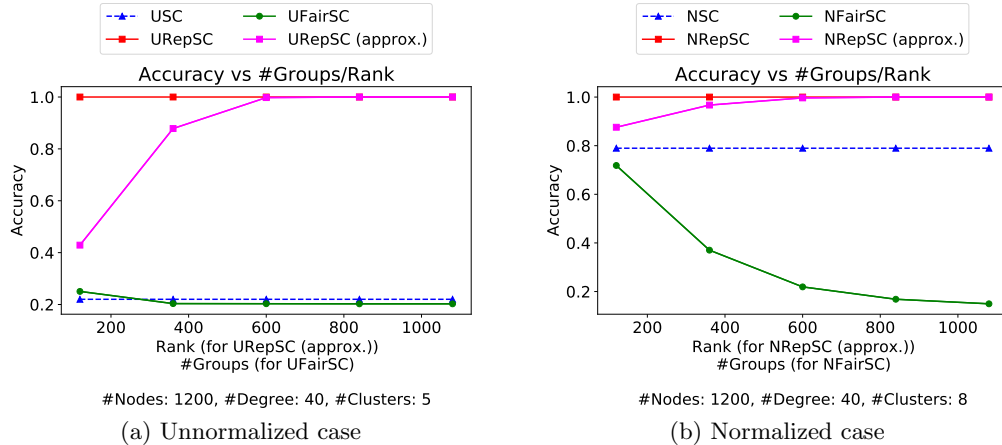 USC
UFairSC
URepSC
URepSC (approx.)
Accuracy vs #Groups/Rank
Accuracy
1.0
0.8
0.6
0.4
0.2
200
400
600
800
1000
Rank (for URepSC (approx.))
#Groups (for UFairSC)
#Nodes: 1200, #Degree: 40, #Clusters: 5
(a) Unnormalized case
NSC
NFairSC
NRepSC
NRepSC (approx.)
Accuracy vs #Groups/Rank
Accuracy
1.0
0.8
0.6
0.4
0.2
200
400
600
800
1000
Rank (for NRepSC (approx.))
#Groups (for NFairSC)
#Nodes: 1200, #Degree: 40, #Clusters: 8
(b) Normalized case